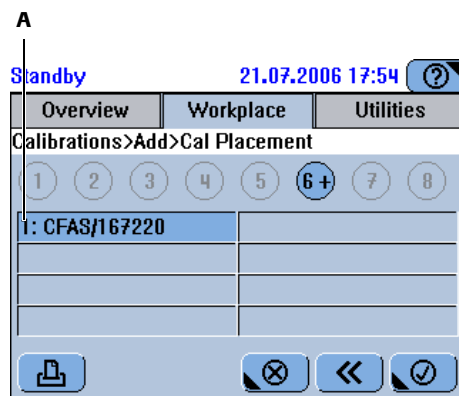 A
Standby 21.07.2006 17:54 ?
Overview Workplace Utilities
Calibrations>Add>Cal Placement
1 2 3 4 5 6+ 7 8
1: CFAS/167220